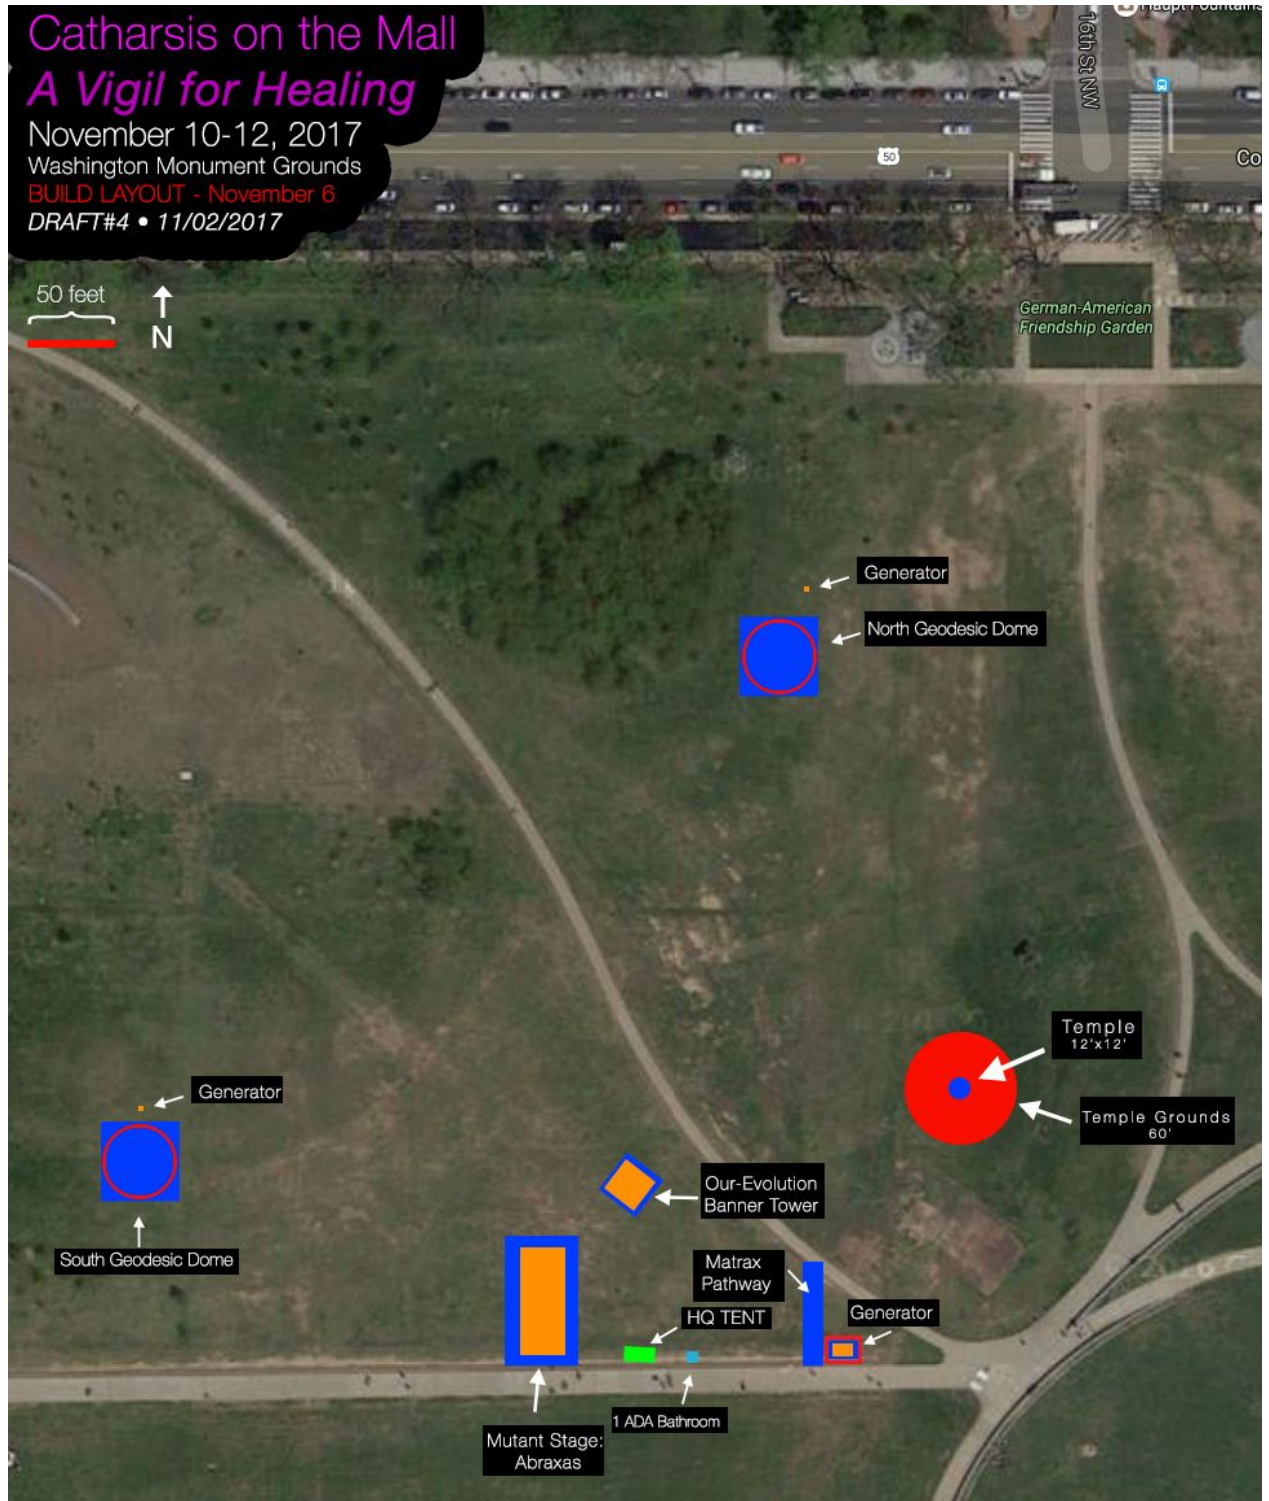 Catharsis on the Mall
A Vigil for Healing
November 10-12, 2017
Washington Monument Grounds
BUILD LAYOUT - November 6
DRAFT#4 • 11/02/2017
Haupt Fountains
16th St NW
50
Co
50 feet
N
German-American
Friendship Garden
Generator
North Geodesic Dome
Temple
12'x12'
Temple Grounds
60'
Generator
South Geodesic Dome
Our-Evolution
Banner Tower
Matrax
Pathway
HQ TENT
Generator
1 ADA Bathroom
Mutant Stage:
Abraxas